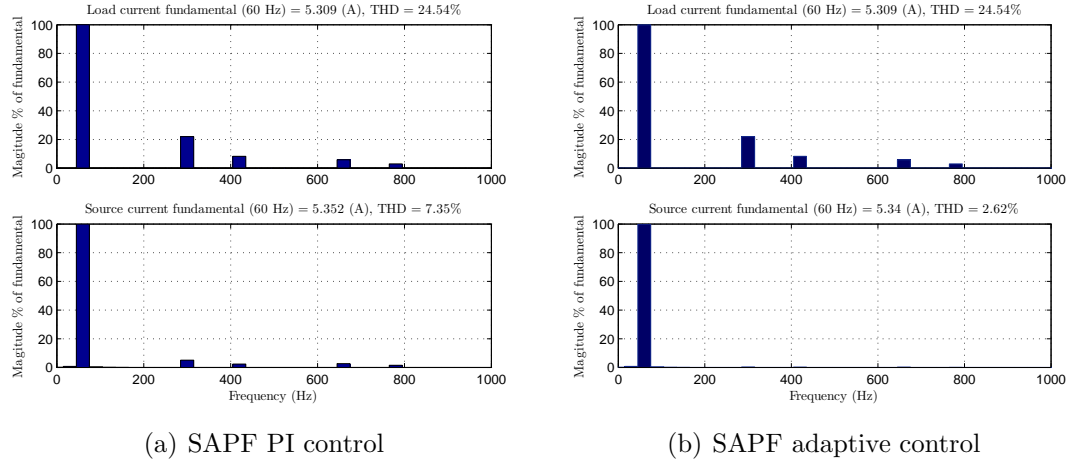 Load current fundamental (60 Hz) = 5.309 (A), THD = 24.54%
Magitude % of fundamental
100
80
60
40
20
0
0 200 400 600 800 1000
Source current fundamental (60 Hz) = 5.352 (A), THD = 7.35%
Magitude % of fundamental
100
80
60
40
20
0
0 200 400 600 800 1000
Frequency (Hz)
(a) SAPF PI control
Load current fundamental (60 Hz) = 5.309 (A), THD = 24.54%
Magitude % of fundamental
100
80
60
40
20
0
0 200 400 600 800 1000
Source current fundamental (60 Hz) = 5.34 (A), THD = 2.62%
Magitude % of fundamental
100
80
60
40
20
0
0 200 400 600 800 1000
Frequency (Hz)
(b) SAPF adaptive control